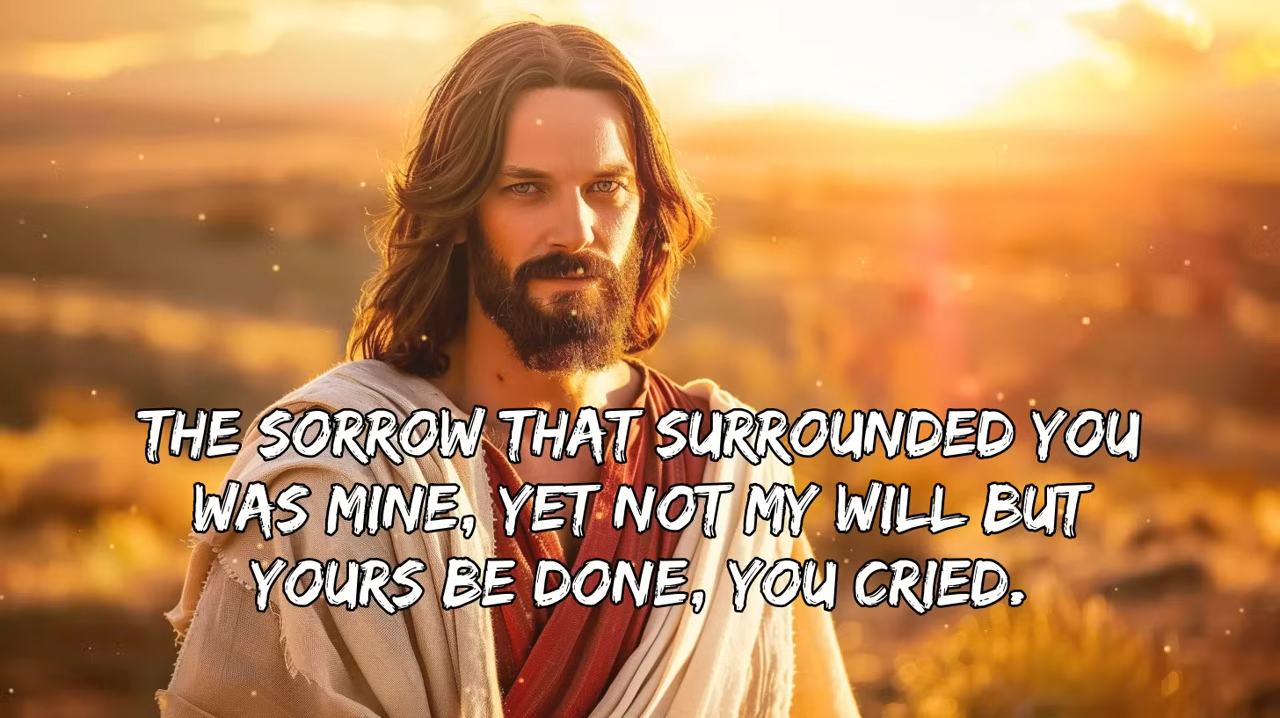 THE SORROW THAT SURROUNDED YOU
WAS MINE, YET NOT MY WILL BUT
YOURS BE DONE, YOU CRIED.